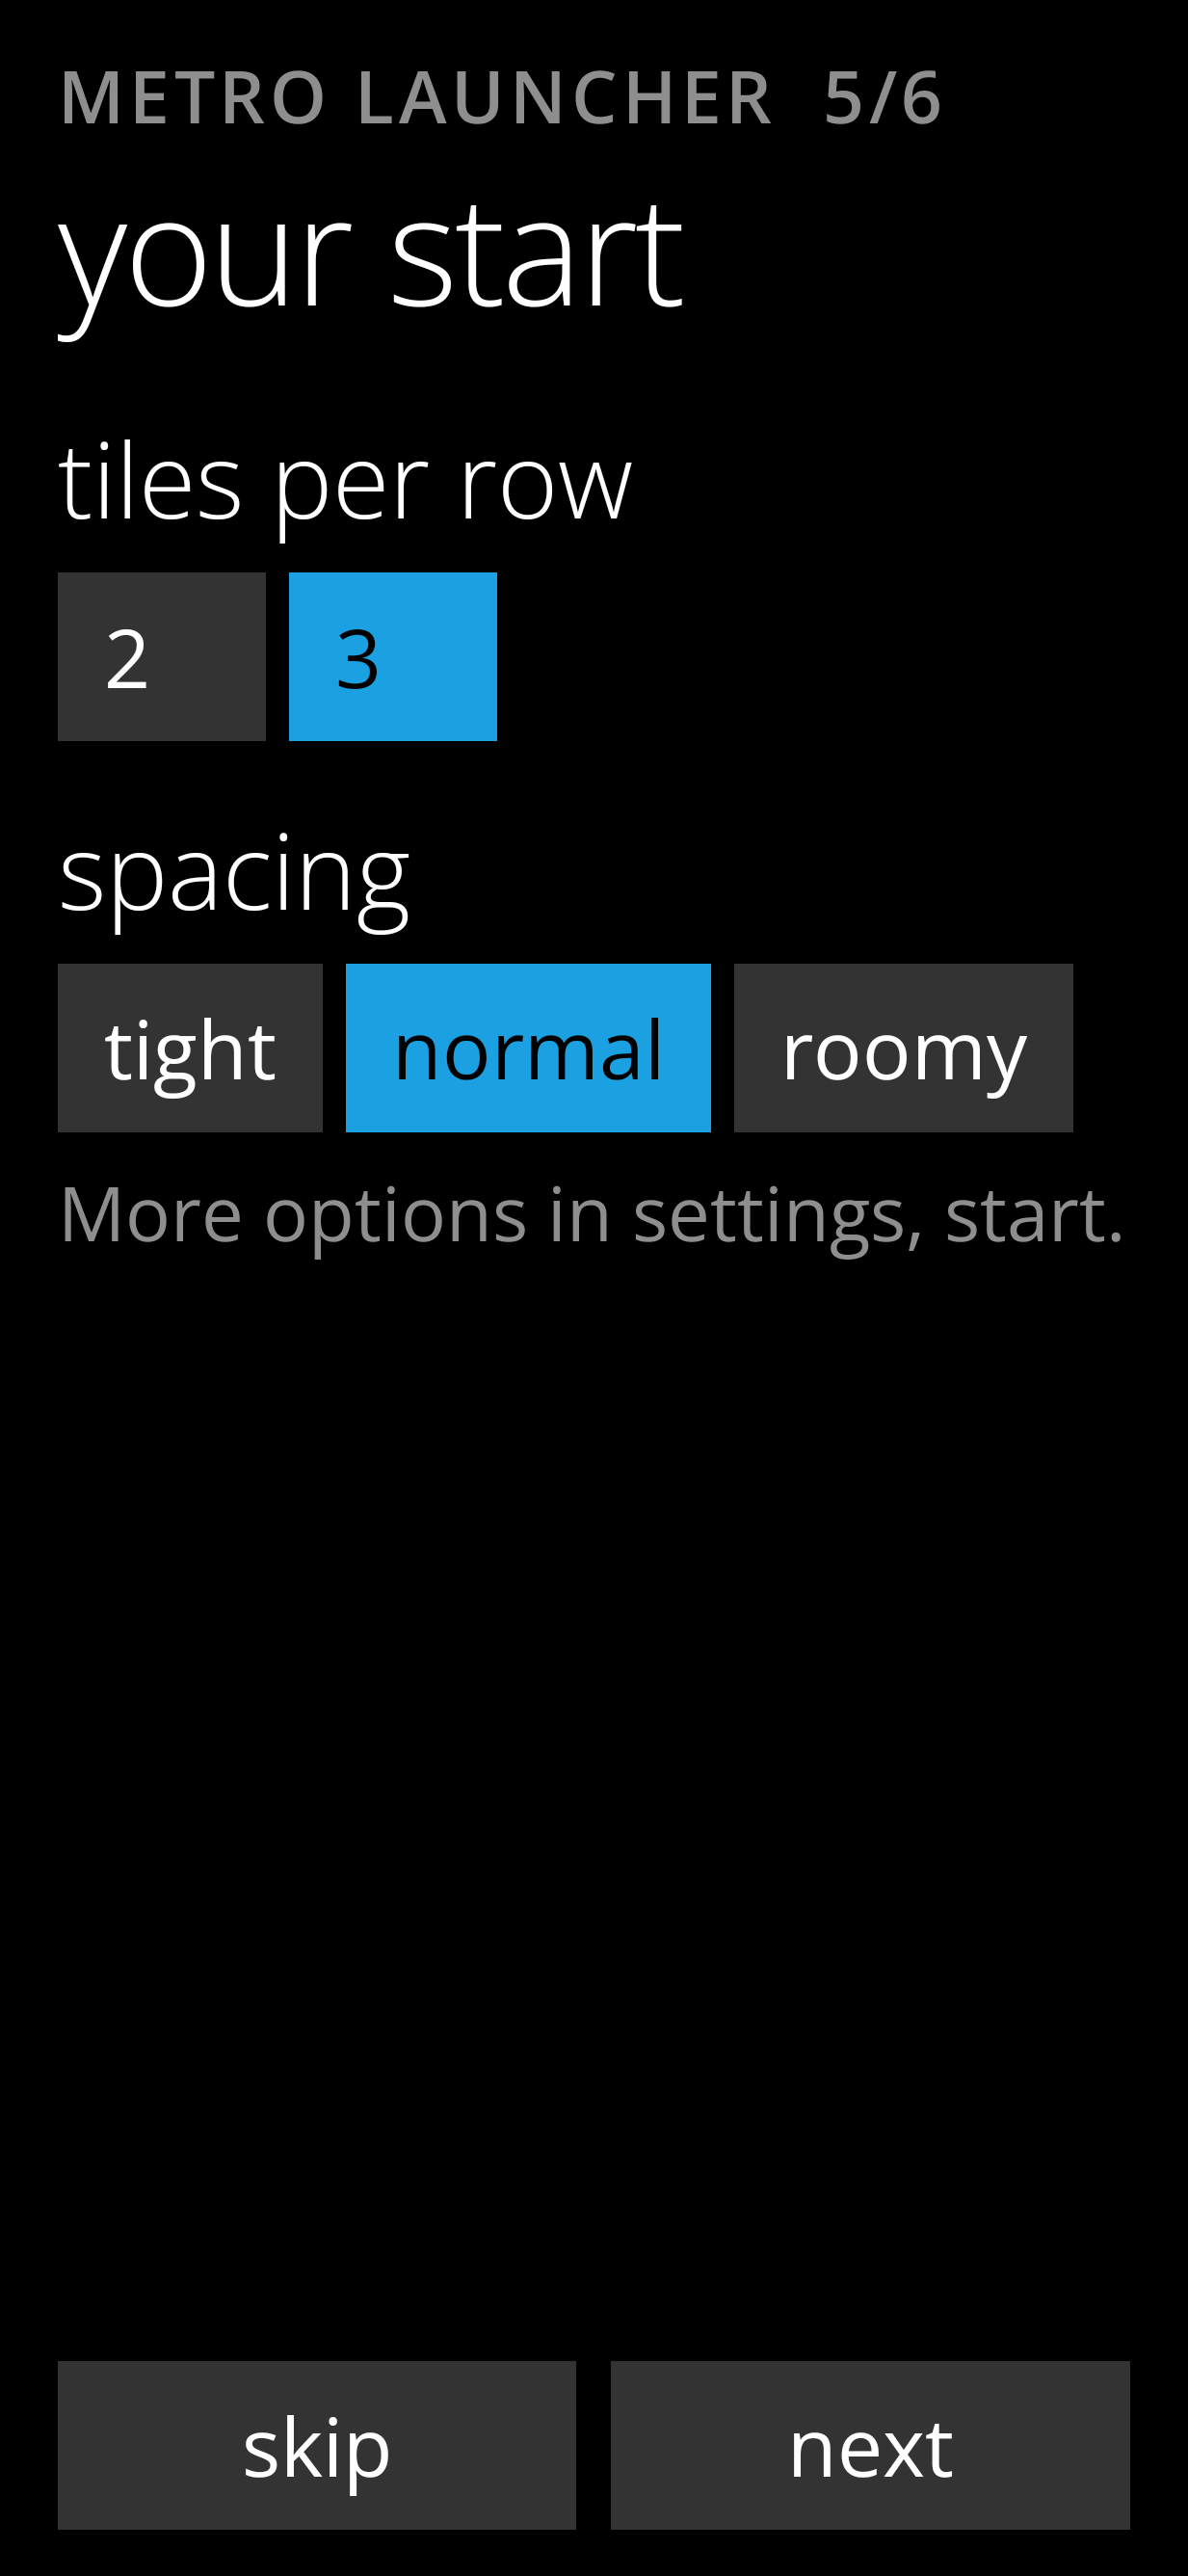 METRO LAUNCHER 5/6
your start
tiles per row
2 3
spacing
tight normal roomy
More options in settings, start.
skip next